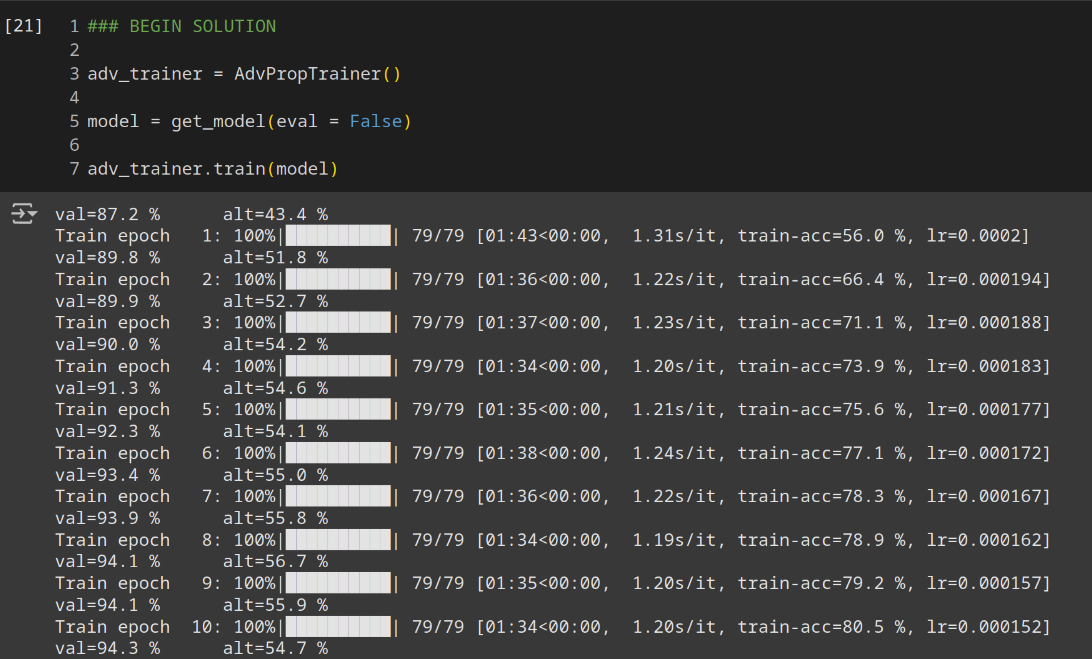 [21] 1 ### BEGIN SOLUTION
2
3 adv_trainer = AdvPropTrainer()
4
5 model = get_model(eval = False)
6
7 adv_trainer.train(model)
val=87.2 % alt=43.4 %
Train epoch 1: 100%|██████████| 79/79 [01:43<00:00, 1.31s/it, train-acc=56.0 %, lr=0.0002]
val=89.8 % alt=51.8 %
Train epoch 2: 100%|██████████| 79/79 [01:36<00:00, 1.22s/it, train-acc=66.4 %, lr=0.000194]
val=89.9 % alt=52.7 %
Train epoch 3: 100%|██████████| 79/79 [01:37<00:00, 1.23s/it, train-acc=71.1 %, lr=0.000188]
val=90.0 % alt=54.2 %
Train epoch 4: 100%|██████████| 79/79 [01:34<00:00, 1.20s/it, train-acc=73.9 %, lr=0.000183]
val=91.3 % alt=54.6 %
Train epoch 5: 100%|██████████| 79/79 [01:35<00:00, 1.21s/it, train-acc=75.6 %, lr=0.000177]
val=92.3 % alt=54.1 %
Train epoch 6: 100%|██████████| 79/79 [01:38<00:00, 1.24s/it, train-acc=77.1 %, lr=0.000172]
val=93.4 % alt=55.0 %
Train epoch 7: 100%|██████████| 79/79 [01:36<00:00, 1.22s/it, train-acc=78.3 %, lr=0.000167]
val=93.9 % alt=55.8 %
Train epoch 8: 100%|██████████| 79/79 [01:34<00:00, 1.19s/it, train-acc=78.9 %, lr=0.000162]
val=94.1 % alt=56.7 %
Train epoch 9: 100%|██████████| 79/79 [01:35<00:00, 1.20s/it, train-acc=79.2 %, lr=0.000157]
val=94.1 % alt=55.9 %
Train epoch 10: 100%|██████████| 79/79 [01:34<00:00, 1.20s/it, train-acc=80.5 %, lr=0.000152]
val=94.3 % alt=54.7 %